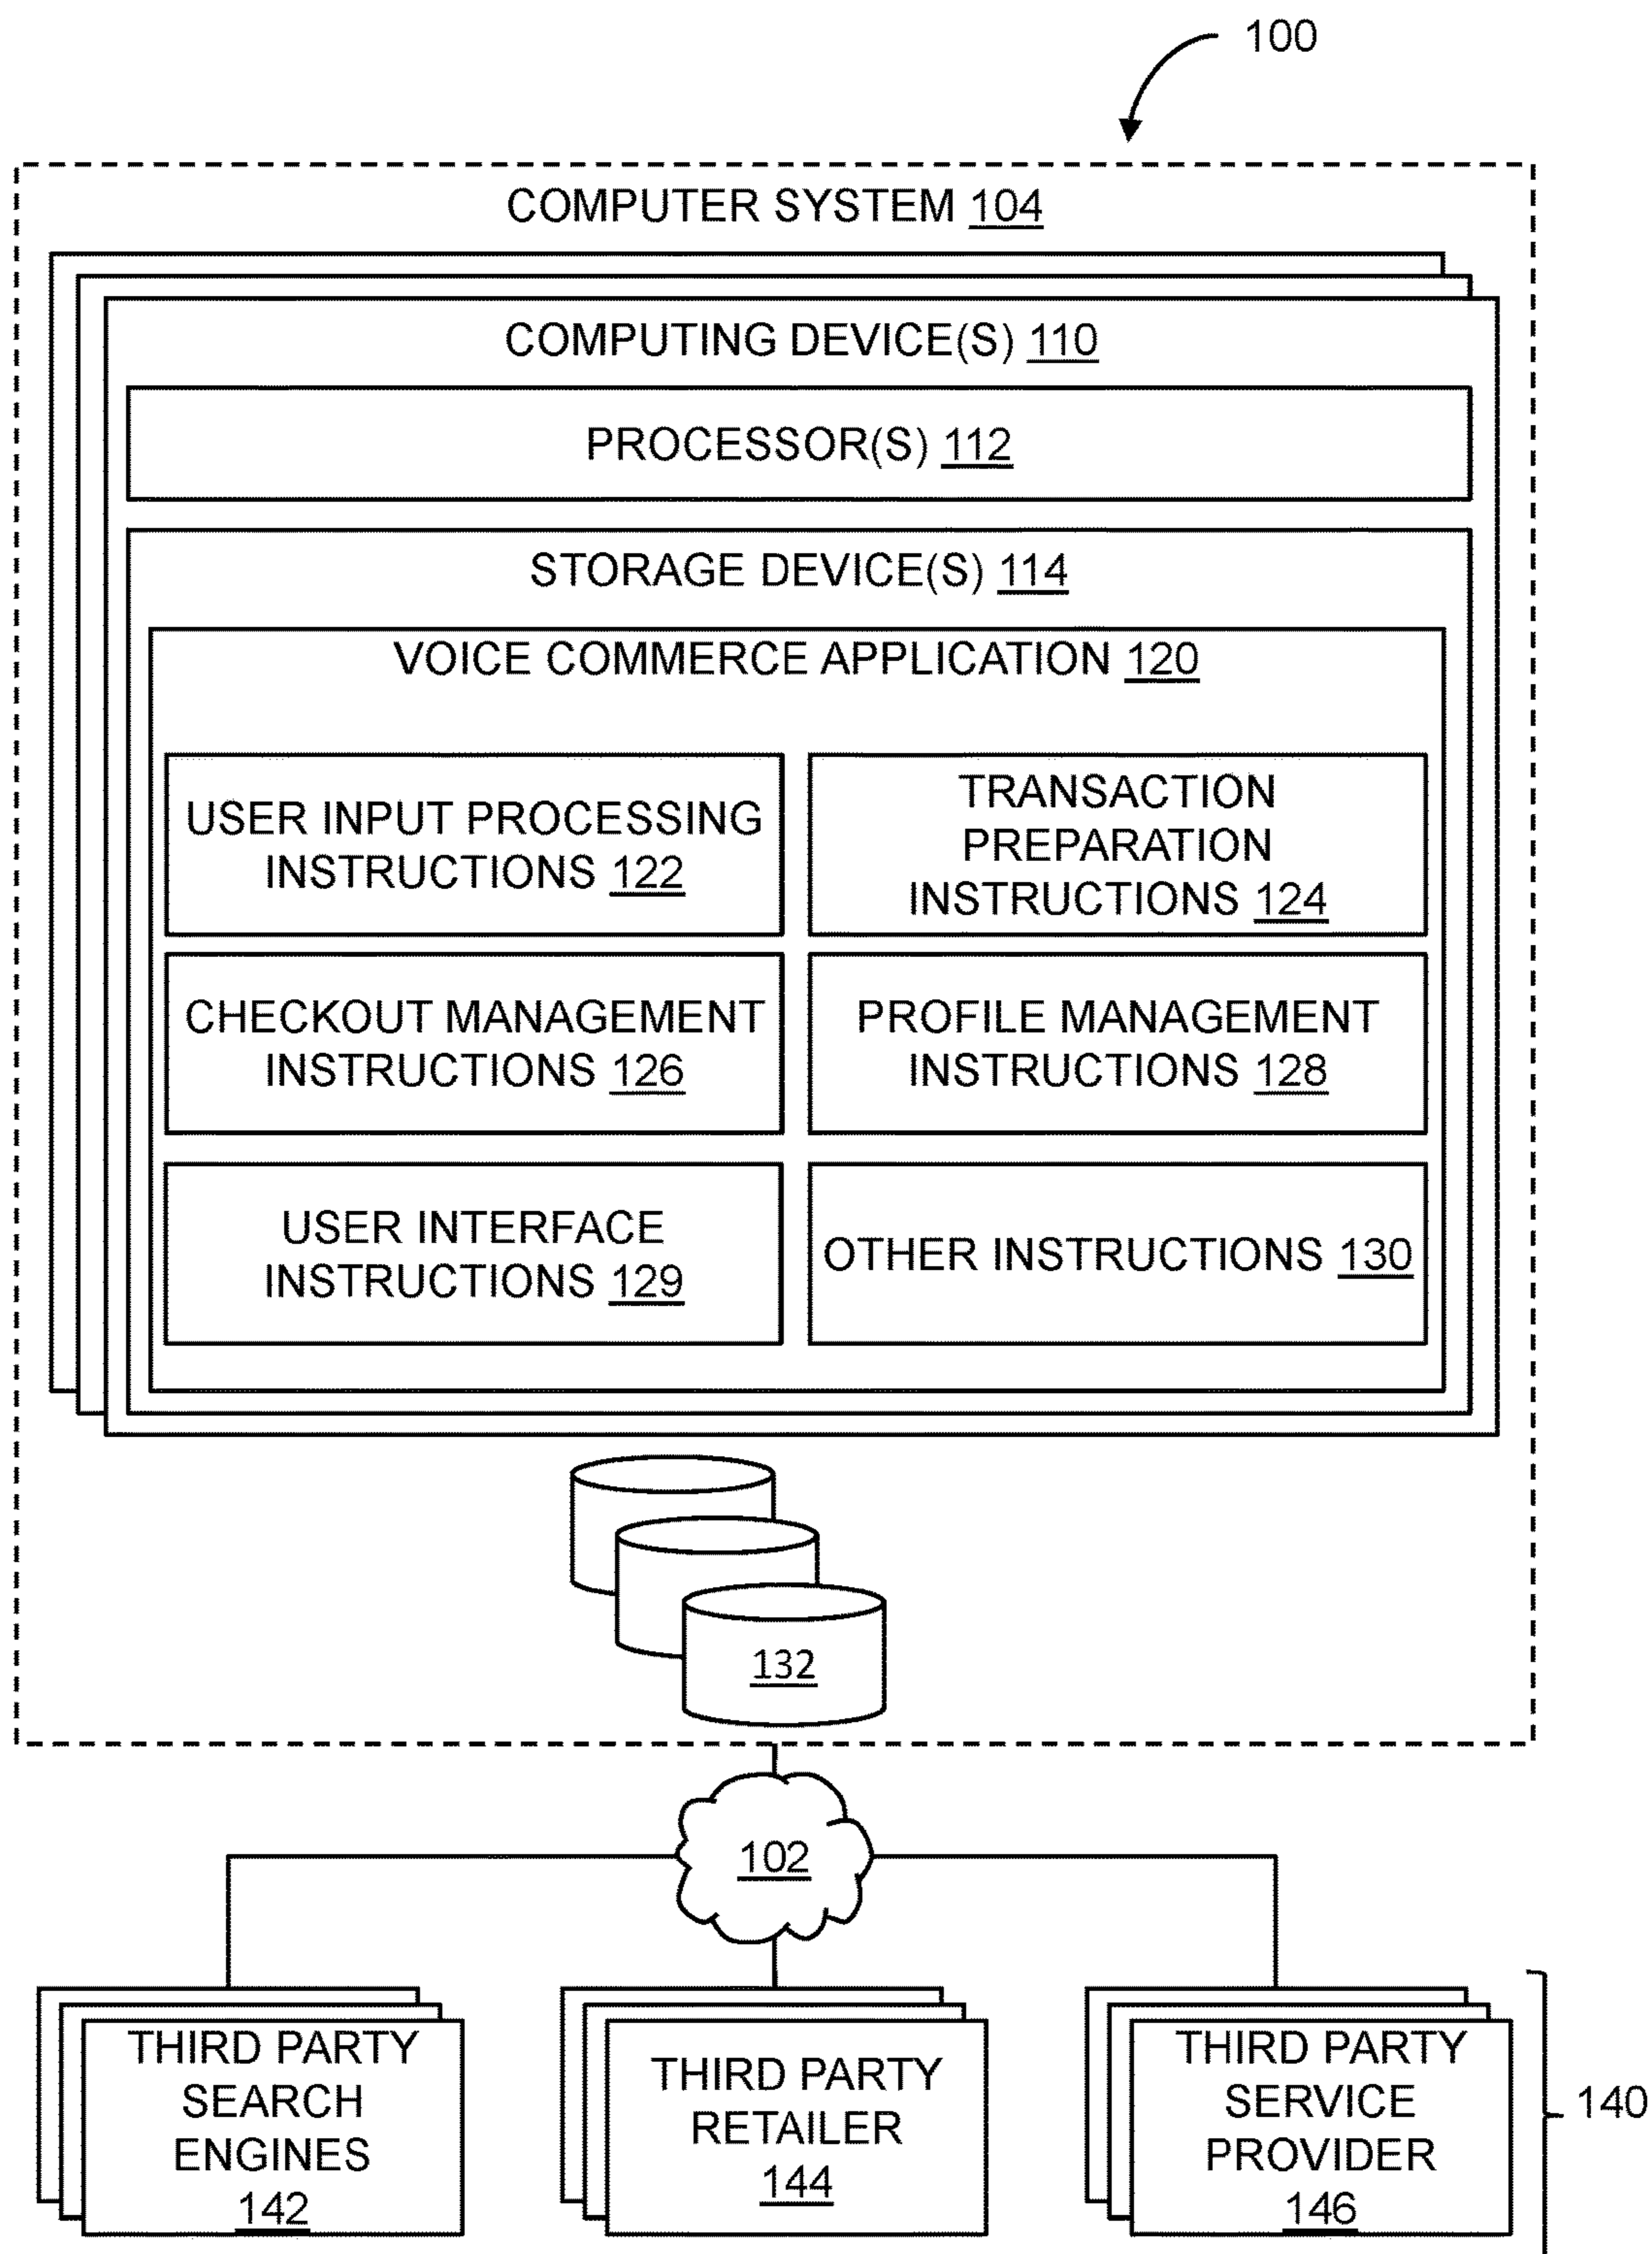 100
COMPUTER SYSTEM 104
COMPUTING DEVICE(S) 110
PROCESSOR(S) 112
STORAGE DEVICE(S) 114
VOICE COMMERCE APPLICATION 120
USER INPUT PROCESSING
INSTRUCTIONS 122
TRANSACTION
PREPARATION
INSTRUCTIONS 124
CHECKOUT MANAGEMENT
INSTRUCTIONS 126
PROFILE MANAGEMENT
INSTRUCTIONS 128
USER INTERFACE
INSTRUCTIONS 129
OTHER INSTRUCTIONS 130
132
102
THIRD PARTY
SEARCH
ENGINES
142
THIRD PARTY
RETAILER
144
THIRD PARTY
SERVICE
PROVIDER
146
140